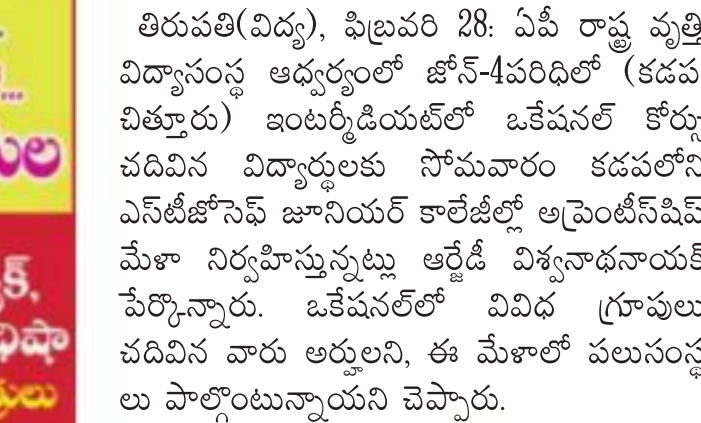 తిరుపతి(విద్య), ఫిబ్రవరి 28: ఏపీ రాష్ట్ర వృత్తి
విద్యాసంస్థ ఆధ్వర్యంలో జోన్-4పరిధిలో (కడప
చిత్తూరు) ఇంటర్మీడియట్‌లో ఒకేషనల్ కోర్సు
చదివిన విద్యార్థులకు సోమవారం కడపలోని
ఎస్‌టీజోసెఫ్ జూనియర్ కాలేజీల్లో అప్రెంటీస్‌షిప్
మేళా నిర్వహిస్తున్నట్లు ఆర్జేడీ విశ్వనాథనాయక్
పేర్కొన్నారు. ఒకేషనల్‌లో వివిధ గ్రూపులు
చదివిన వారు అర్హులని, ఈ మేళాలో పలుసంస్థ
లు పాల్గొంటున్నాయని చెప్పారు.